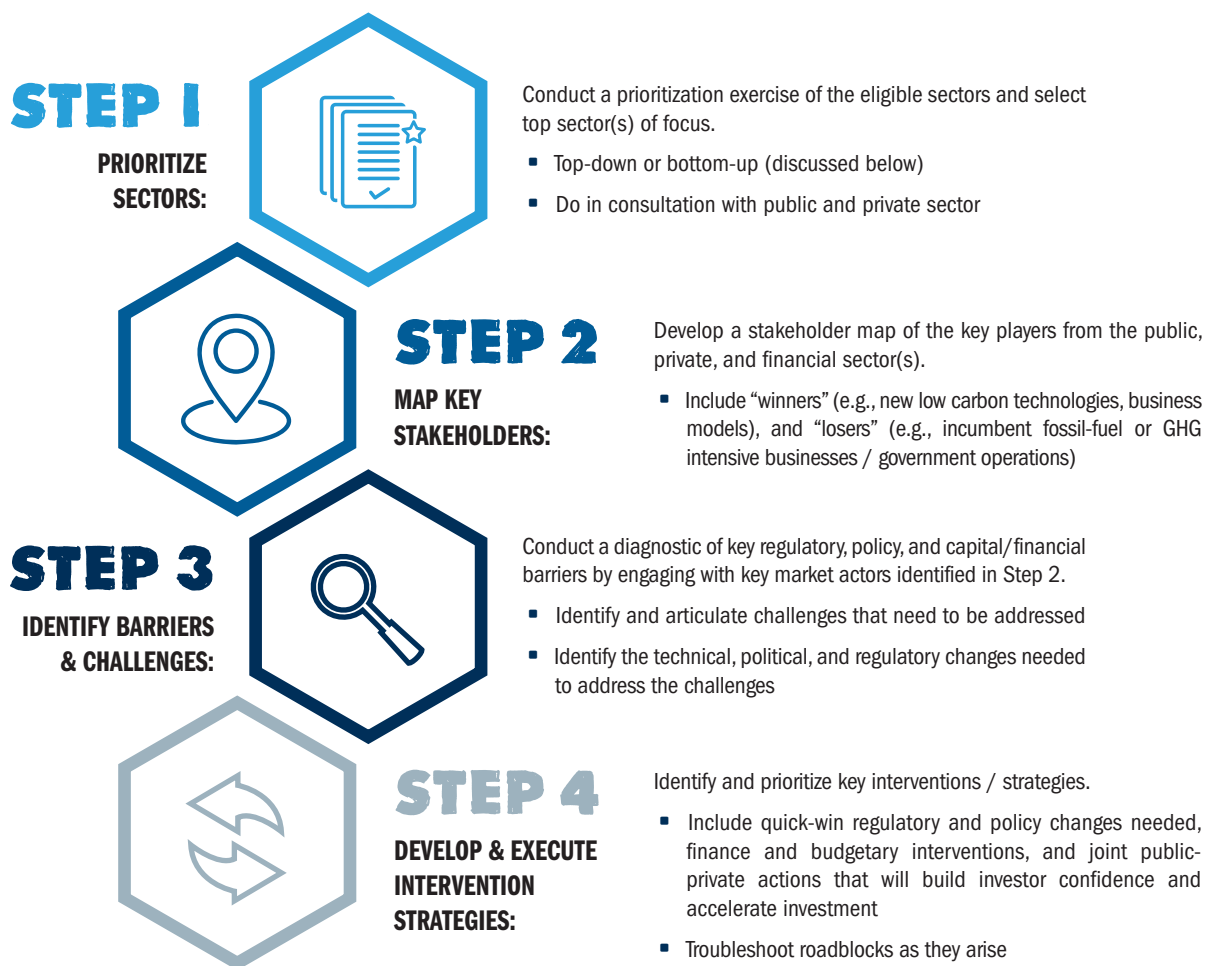 STEP 1
PRIORITIZE
SECTORS:
Conduct a prioritization exercise of the eligible sectors and select
top sector(s) of focus.
▪ Top-down or bottom-up (discussed below)
▪ Do in consultation with public and private sector
STEP 2
MAP KEY
STAKEHOLDERS:
Develop a stakeholder map of the key players from the public,
private, and financial sector(s).
▪ Include “winners” (e.g., new low carbon technologies, business
models), and “losers” (e.g., incumbent fossil-fuel or GHG
intensive businesses / government operations)
STEP 3
IDENTIFY BARRIERS
& CHALLENGES:
Conduct a diagnostic of key regulatory, policy, and capital/financial
barriers by engaging with key market actors identified in Step 2.
▪ Identify and articulate challenges that need to be addressed
▪ Identify the technical, political, and regulatory changes needed
to address the challenges
STEP 4
DEVELOP & EXECUTE
INTERVENTION
STRATEGIES:
Identify and prioritize key interventions / strategies.
▪ Include quick-win regulatory and policy changes needed,
finance and budgetary interventions, and joint public-
private actions that will build investor confidence and
accelerate investment
▪ Troubleshoot roadblocks as they arise